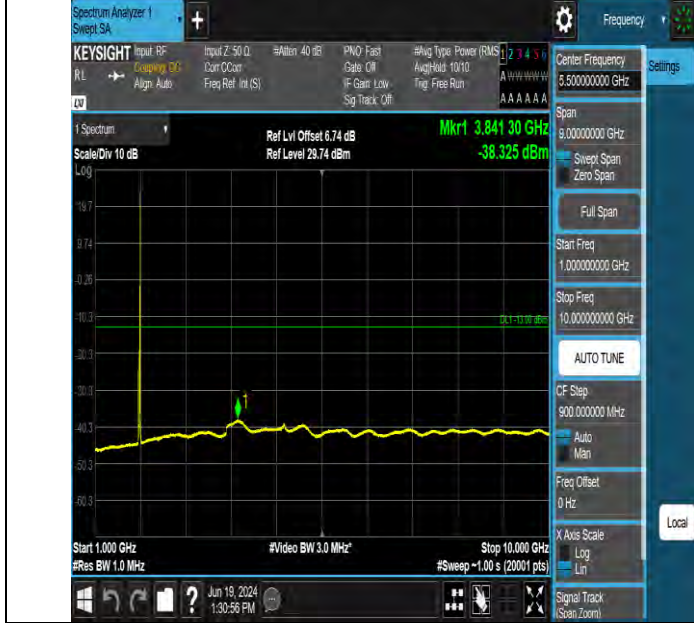 Spectrum Analyzer 1
Swept SA
+
Frequency
KEYSIGHT
Input: RF
Coupling: DC
Align: Auto
Input Z: 50 Ω
Corr CCorr
Freq Ref: Int (S)
#Atten: 40 dB
PNO: Fast
Gate: Off
IF Gain: Low
Sig Track: Off
#Avg Type: Power (RMS
Avg|Hold: 10/10
Trig: Free Run
1 2 3 4 5 6
A W W W W W
A A A A A A
RL
LXI
Center Frequency
5.500000000 GHz
Settings
Span
9.00000000 GHz
Swept Span
Zero Span
Full Span
Start Freq
1.000000000 GHz
Stop Freq
10.000000000 GHz
AUTO TUNE
CF Step
900.000000 MHz
Auto
Man
Freq Offset
0 Hz
X Axis Scale
Log
Lin
Signal Track
(Span Zoom)
Local
1 Spectrum
Scale/Div 10 dB
Log
Ref Lvl Offset 6.74 dB
Ref Level 29.74 dBm
Mkr1 3.841 30 GHz
-38.325 dBm
19.7
9.74
-0.26
-10.3
-20.3
-30.3
-40.3
-50.3
-60.3
DL1 -13.00 dBm
1
Start 1.000 GHz
#Res BW 1.0 MHz
#Video BW 3.0 MHz*
Stop 10.000 GHz
#Sweep ~1.00 s (20001 pts)
?
Jun 19, 2024
1:30:56 PM